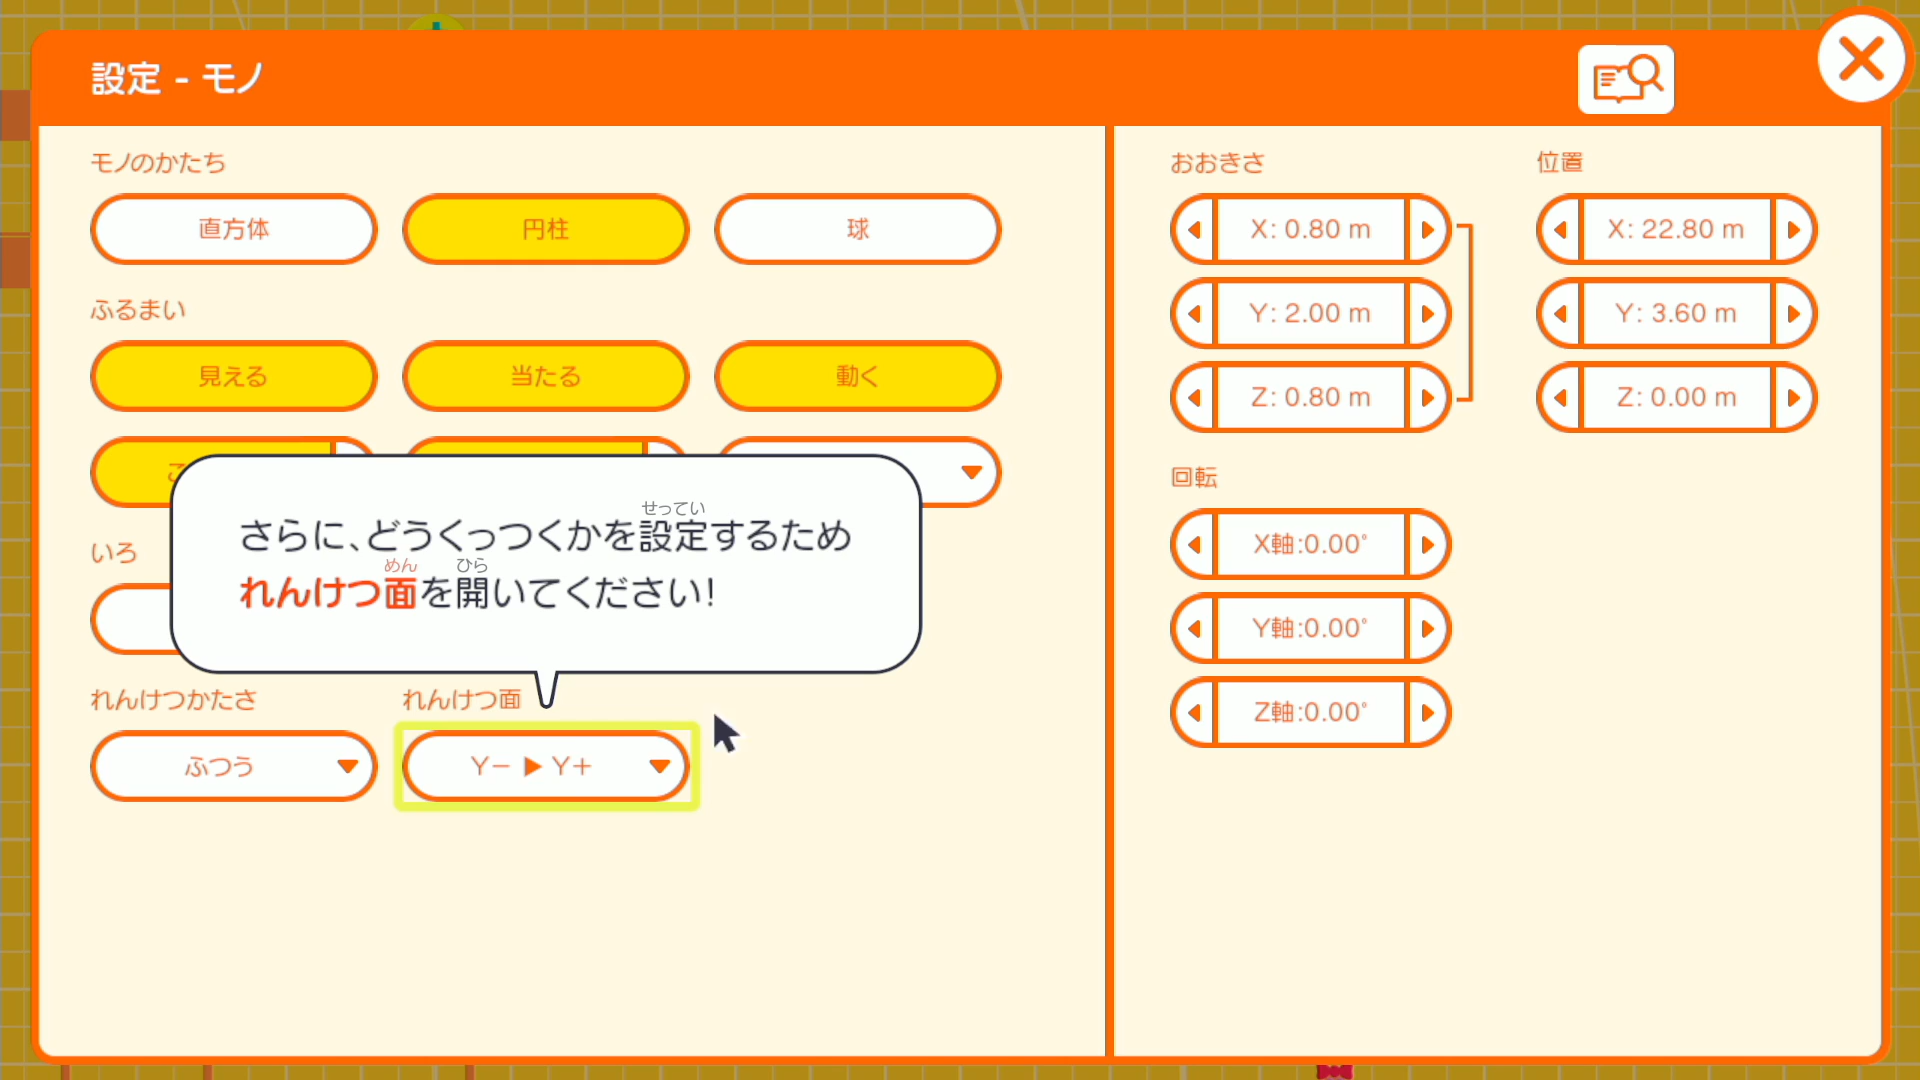 設定 - モノ
モノのかたち
直方体
円柱
球
ふるまい
見える
当たる
動く
こ
さらに、どうくっつくかを設定するため
せってい
れんけつ面を開いてください!
めん
ひら
いろ
れんけつかたさ
れんけつ面
ふつう
Y− ▶ Y+
おおきさ
X: 0.80 m
Y: 2.00 m
Z: 0.80 m
位置
X: 22.80 m
Y: 3.60 m
Z: 0.00 m
回転
X軸:0.00°
Y軸:0.00°
Z軸:0.00°